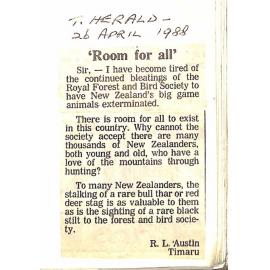 T. HERALD –
26 APRIL 1988
'Room for all'
Sir, — I have become tired of
the continued bleatings of the
Royal Forest and Bird Society to
have New Zealand's big game
animals exterminated.
There is room for all to exist
in this country. Why cannot the
society accept there are many
thousands of New Zealanders,
both young and old, who have a
love of the mountains through
hunting?
To many New Zealanders, the
stalking of a rare bull thar or red
deer stag is as valuable to them
as is the sighting of a rare black
stilt to the forest and bird socie-
ty.
R. L. Austin
Timaru